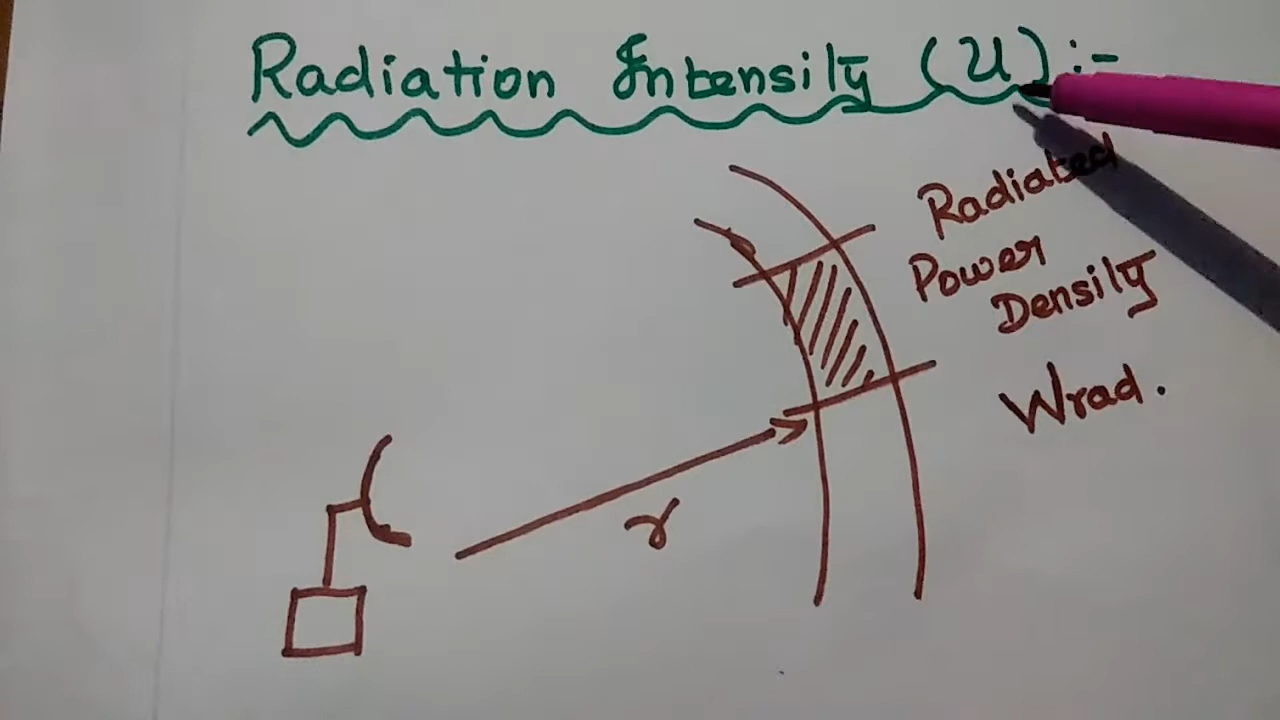 Radiation Intensity (U) :-
Radiated
Power
Density
Wrad.
r